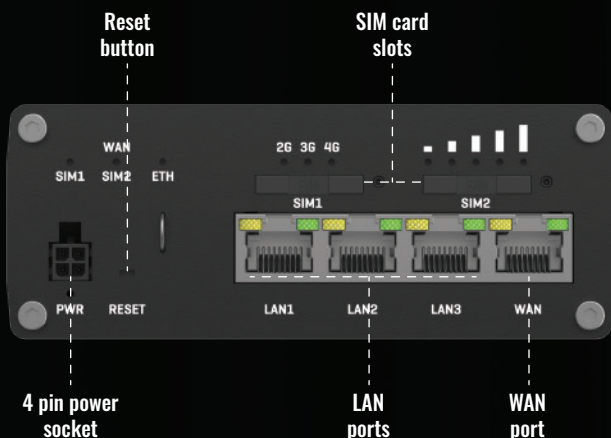 Reset
button
SIM card
slots
WAN
2G 3G 4G
SIM1 SIM2 ETH
SIM1
SIM2
PWR RESET LAN1 LAN2 LAN3 WAN
4 pin power
socket
LAN
ports
WAN
port